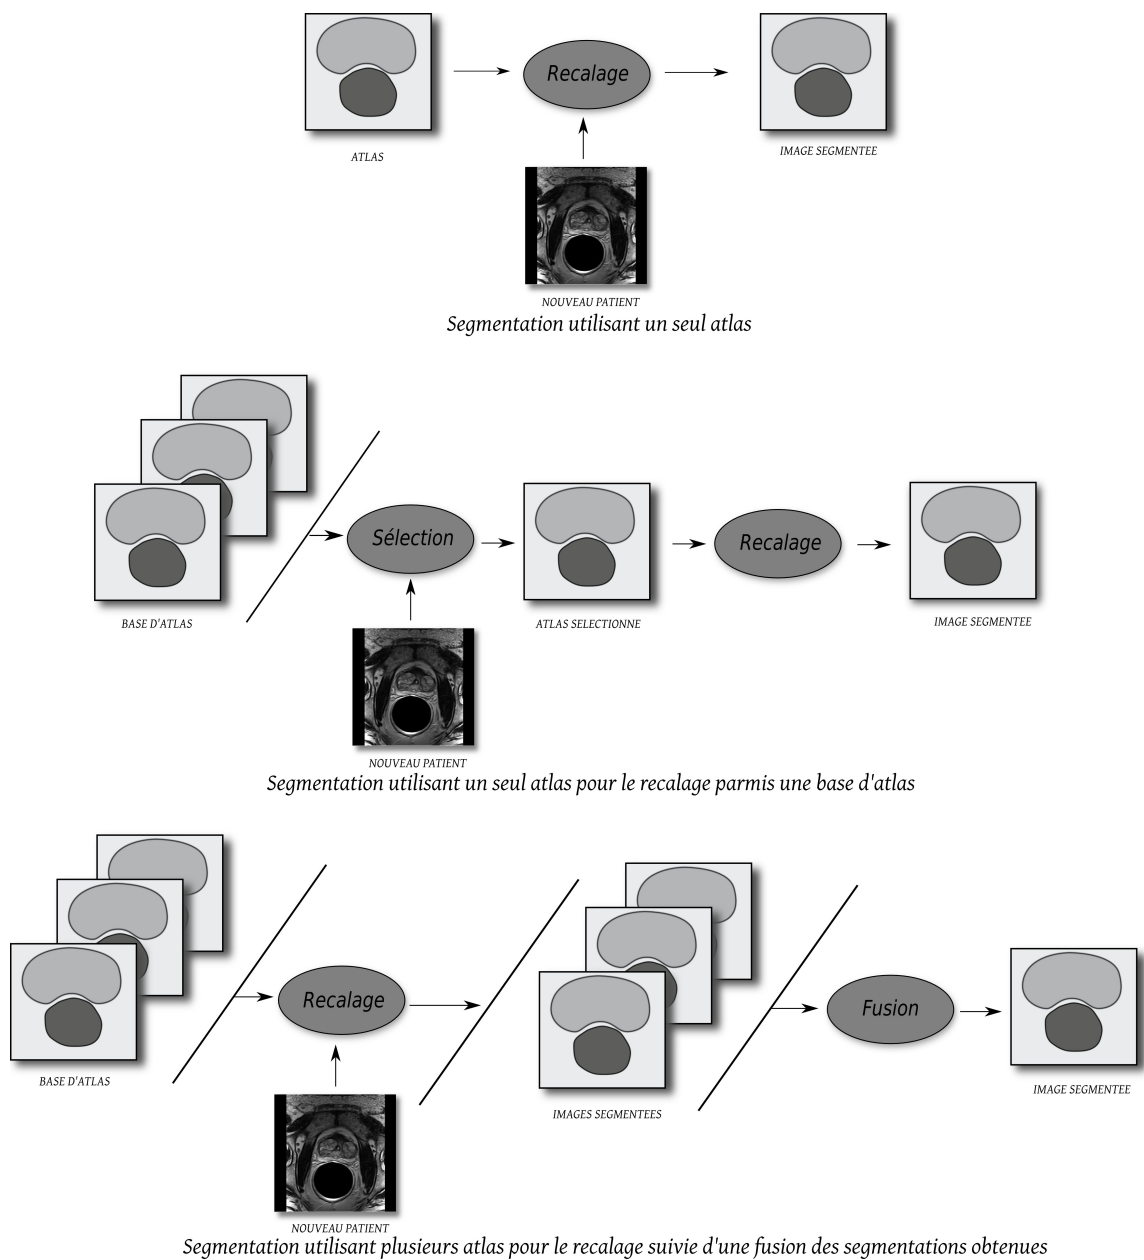 Recalage
ATLAS
IMAGE SEGMENTEE
NOUVEAU PATIENT
Segmentation utilisant un seul atlas
Sélection
Recalage
BASE D'ATLAS
ATLAS SELECTIONNE
IMAGE SEGMENTEE
NOUVEAU PATIENT
Segmentation utilisant un seul atlas pour le recalage parmis une base d'atlas
Recalage
Fusion
BASE D'ATLAS
IMAGES SEGMENTEES
IMAGE SEGMENTEE
NOUVEAU PATIENT
Segmentation utilisant plusieurs atlas pour le recalage suivie d'une fusion des segmentations obtenues